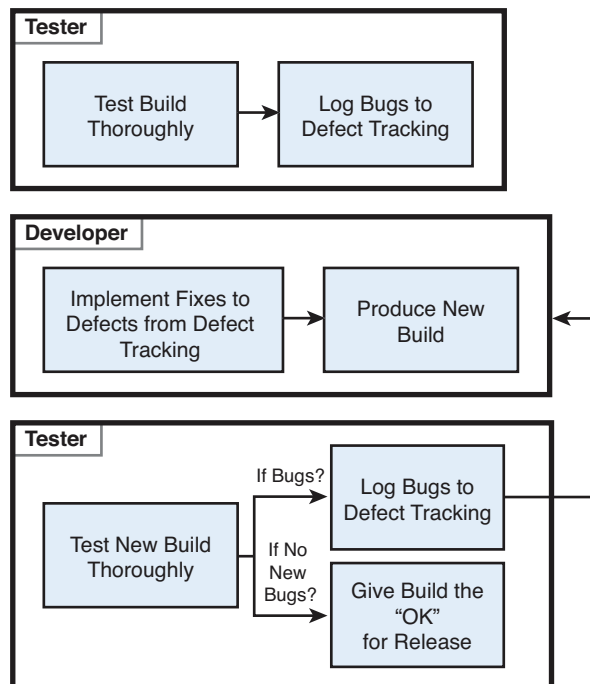 Tester
Test Build
Thoroughly
Log Bugs to
Defect Tracking
Developer
Implement Fixes to
Defects from Defect
Tracking
Produce New
Build
Tester
Test New Build
Thoroughly
If Bugs?
Log Bugs to
Defect Tracking
If No
New
Bugs?
Give Build the
“OK”
for Release